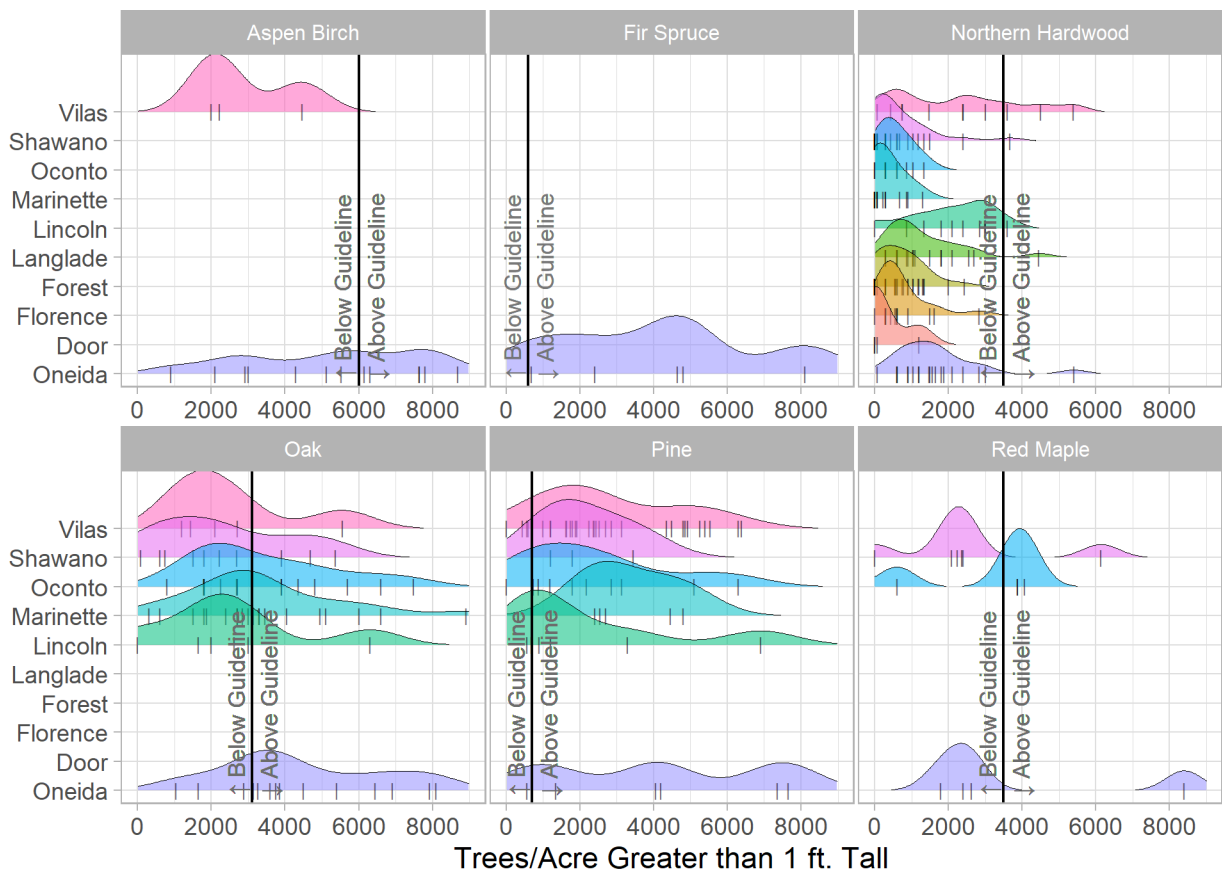 Aspen Birch
Fir Spruce
Northern Hardwood
Vilas
Shawano
Oconto
Marinette
Lincoln
Langlade
Forest
Florence
Door
Oneida
Below Guideline
Above Guideline
Below Guideline
Above Guideline
Below Guideline
Above Guideline
0 2000 4000 6000 8000
0 2000 4000 6000 8000
0 2000 4000 6000 8000
Oak
Pine
Red Maple
Vilas
Shawano
Oconto
Marinette
Lincoln
Langlade
Forest
Florence
Door
Oneida
Below Guideline
Above Guideline
Below Guideline
Above Guideline
Below Guideline
Above Guideline
0 2000 4000 6000 8000
0 2000 4000 6000 8000
0 2000 4000 6000 8000
Trees/Acre Greater than 1 ft. Tall